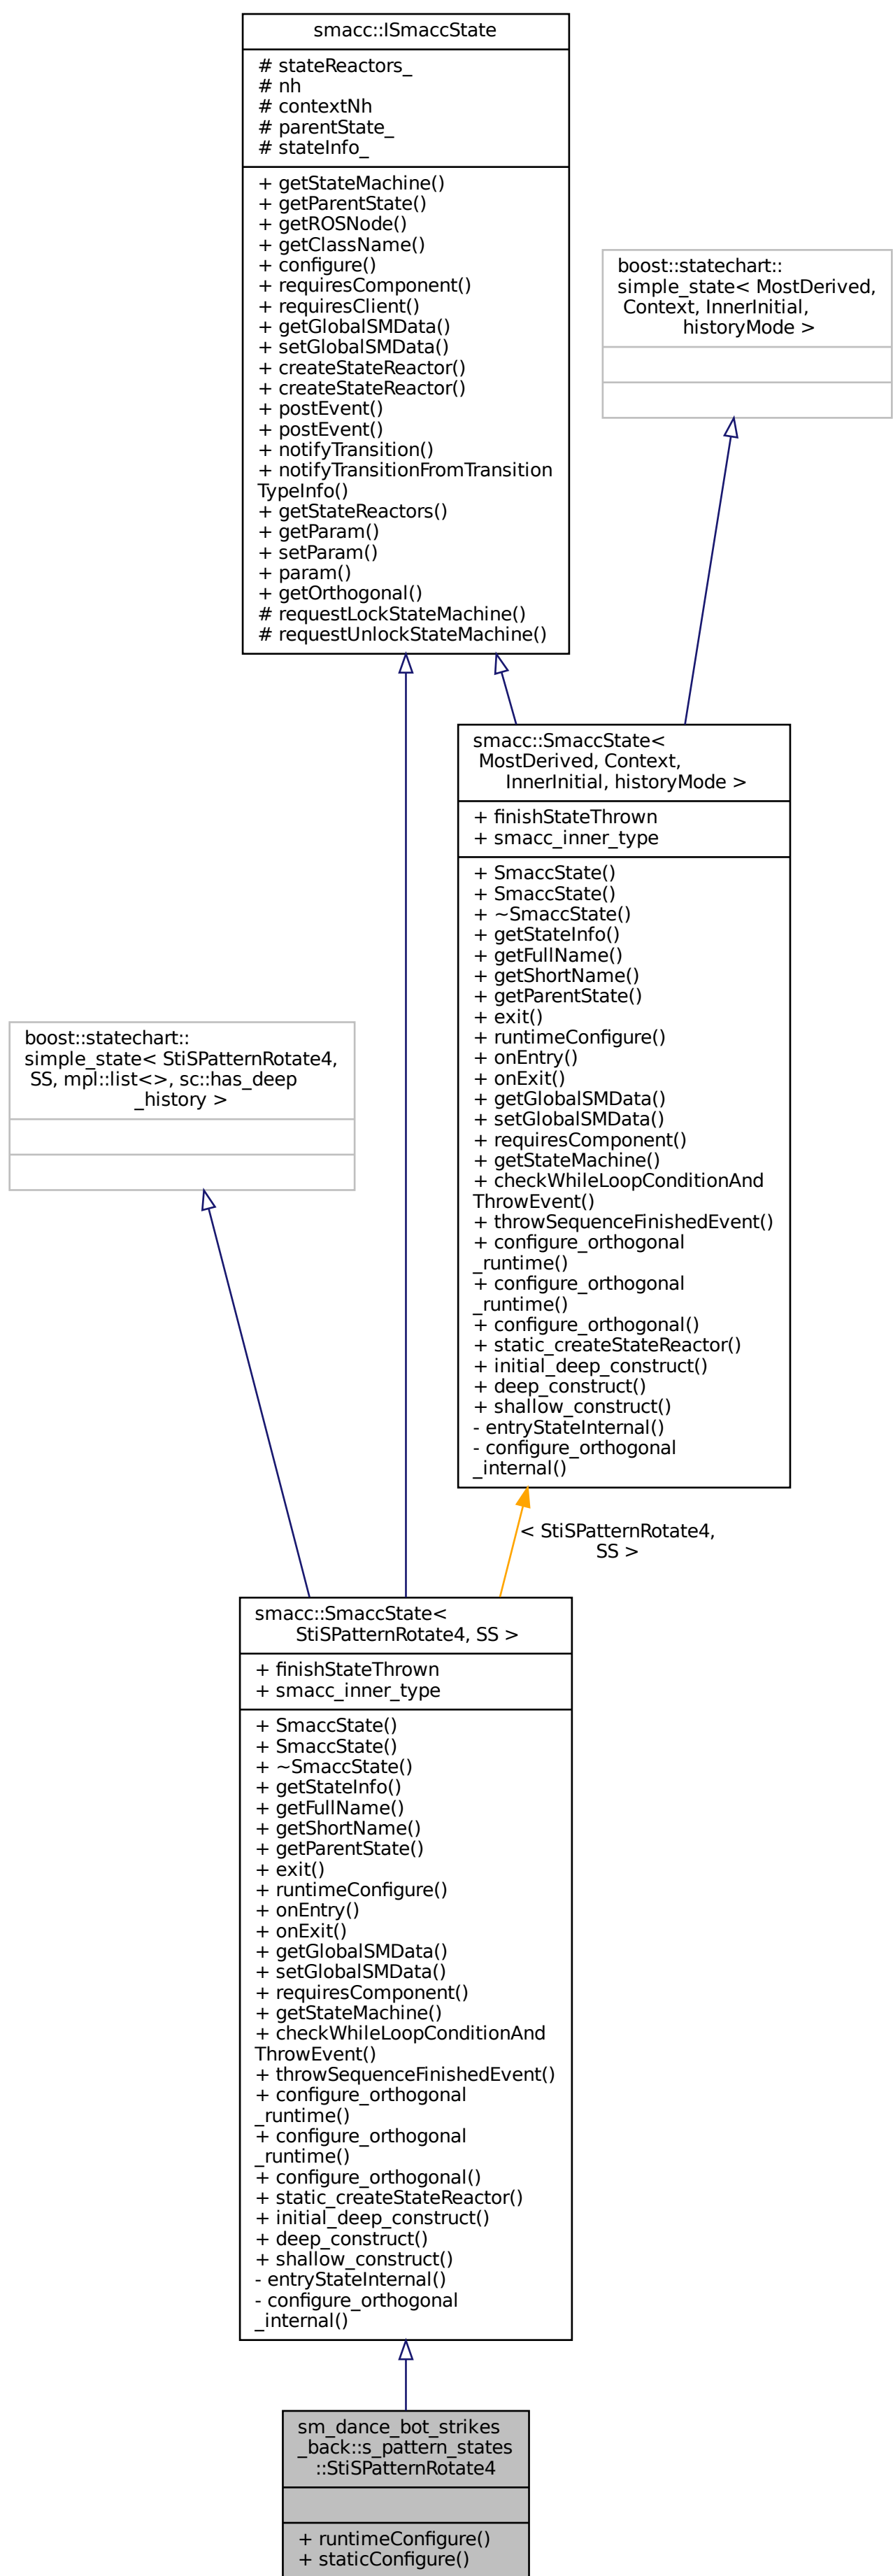 smacc::ISmaccState
# stateReactors_
# nh
# contextNh
# parentState_
# stateInfo_
+ getStateMachine()
+ getParentState()
+ getROSNode()
+ getClassName()
+ configure()
+ requiresComponent()
+ requiresClient()
+ getGlobalSMData()
+ setGlobalSMData()
+ createStateReactor()
+ createStateReactor()
+ postEvent()
+ postEvent()
+ notifyTransition()
+ notifyTransitionFromTransition
TypeInfo()
+ getStateReactors()
+ getParam()
+ setParam()
+ param()
+ getOrthogonal()
# requestLockStateMachine()
# requestUnlockStateMachine()
boost::statechart::
simple_state< MostDerived,
Context, InnerInitial,
historyMode >
smacc::SmaccState<
MostDerived, Context,
InnerInitial, historyMode >
+ finishStateThrown
+ smacc_inner_type
+ SmaccState()
+ SmaccState()
+ ~SmaccState()
+ getStateInfo()
+ getFullName()
+ getShortName()
+ getParentState()
+ exit()
+ runtimeConfigure()
+ onEntry()
+ onExit()
+ getGlobalSMData()
+ setGlobalSMData()
+ requiresComponent()
+ getStateMachine()
+ checkWhileLoopConditionAnd
ThrowEvent()
+ throwSequenceFinishedEvent()
+ configure_orthogonal
_runtime()
+ configure_orthogonal
_runtime()
+ configure_orthogonal()
+ static_createStateReactor()
+ initial_deep_construct()
+ deep_construct()
+ shallow_construct()
- entryStateInternal()
- configure_orthogonal
_internal()
boost::statechart::
simple_state< StiSPatternRotate4,
SS, mpl::list<>, sc::has_deep
_history >
< StiSPatternRotate4,
SS >
smacc::SmaccState<
StiSPatternRotate4, SS >
+ finishStateThrown
+ smacc_inner_type
+ SmaccState()
+ SmaccState()
+ ~SmaccState()
+ getStateInfo()
+ getFullName()
+ getShortName()
+ getParentState()
+ exit()
+ runtimeConfigure()
+ onEntry()
+ onExit()
+ getGlobalSMData()
+ setGlobalSMData()
+ requiresComponent()
+ getStateMachine()
+ checkWhileLoopConditionAnd
ThrowEvent()
+ throwSequenceFinishedEvent()
+ configure_orthogonal
_runtime()
+ configure_orthogonal
_runtime()
+ configure_orthogonal()
+ static_createStateReactor()
+ initial_deep_construct()
+ deep_construct()
+ shallow_construct()
- entryStateInternal()
- configure_orthogonal
_internal()
sm_dance_bot_strikes
_back::s_pattern_states
::StiSPatternRotate4
+ runtimeConfigure()
+ staticConfigure()